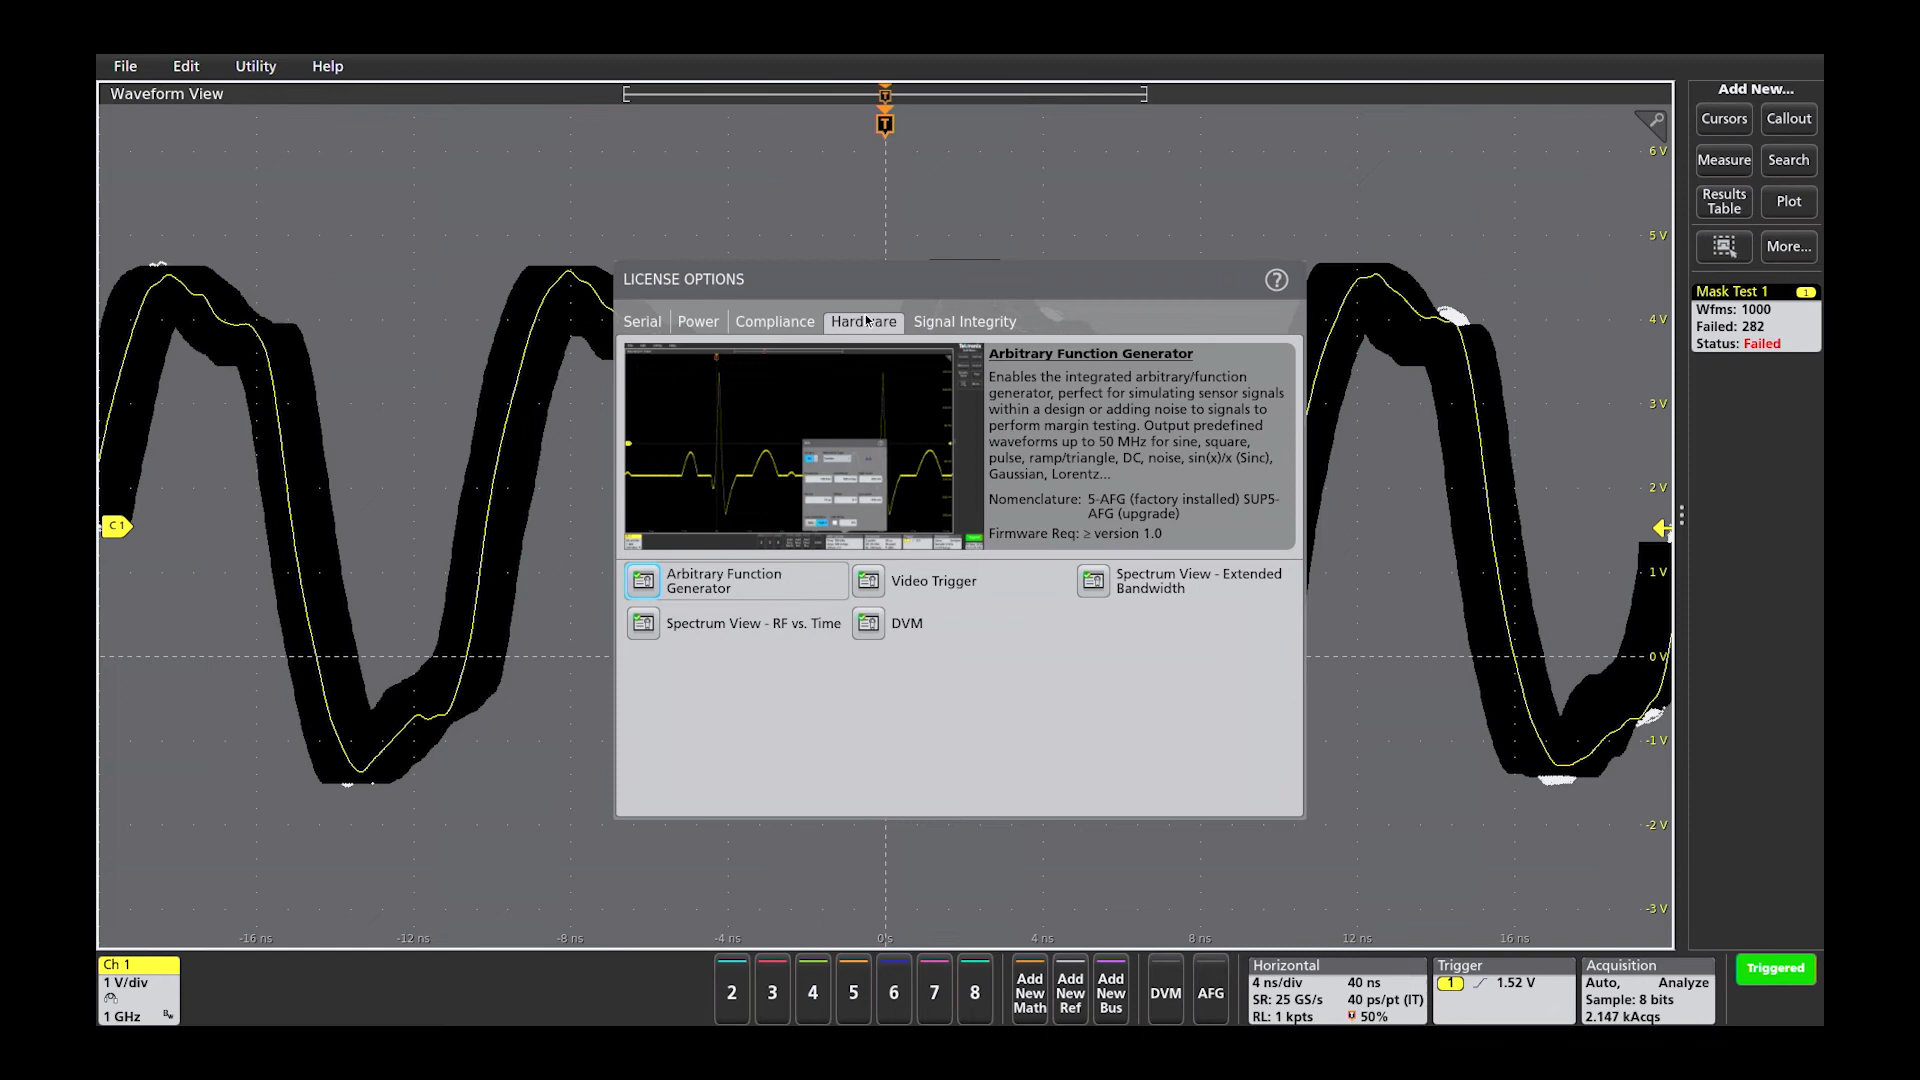 File Edit Utility Help
Waveform View
T
T
Add New...
Cursors Callout
Measure Search
Results Table Plot
More...
Mask Test 1 1
Wfms: 1000
Failed: 282
Status: Failed
6 V
5 V
4 V
3 V
2 V
1 V
0 V
-1 V
-2 V
-3 V
C 1
LICENSE OPTIONS ?
Serial Power Compliance Hardware Signal Integrity
Arbitrary Function Generator
Enables the integrated arbitrary/function
generator, perfect for simulating sensor signals
within a design or adding noise to signals to
perform margin testing. Output predefined
waveforms up to 50 MHz for sine, square,
pulse, ramp/triangle, DC, noise, sin(x)/x (Sinc),
Gaussian, Lorentz...
Nomenclature: 5-AFG (factory installed) SUP5-
AFG (upgrade)
Firmware Req: ≥ version 1.0
Arbitrary Function
Generator
Video Trigger
Spectrum View - Extended
Bandwidth
Spectrum View - RF vs. Time
DVM
-16 ns -12 ns -8 ns -4 ns 0 s 4 ns 8 ns 12 ns 16 ns
Ch 1
1 V/div
1 GHz Bw
2 3 4 5 6 7 8
Add
New
Math
Add
New
Ref
Add
New
Bus
DVM AFG
Horizontal
4 ns/div 40 ns
SR: 25 GS/s 40 ps/pt (IT)
RL: 1 kpts 50%
Trigger
1 1.52 V
Acquisition
Auto, Analyze
Sample: 8 bits
2.147 kAcqs
Triggered